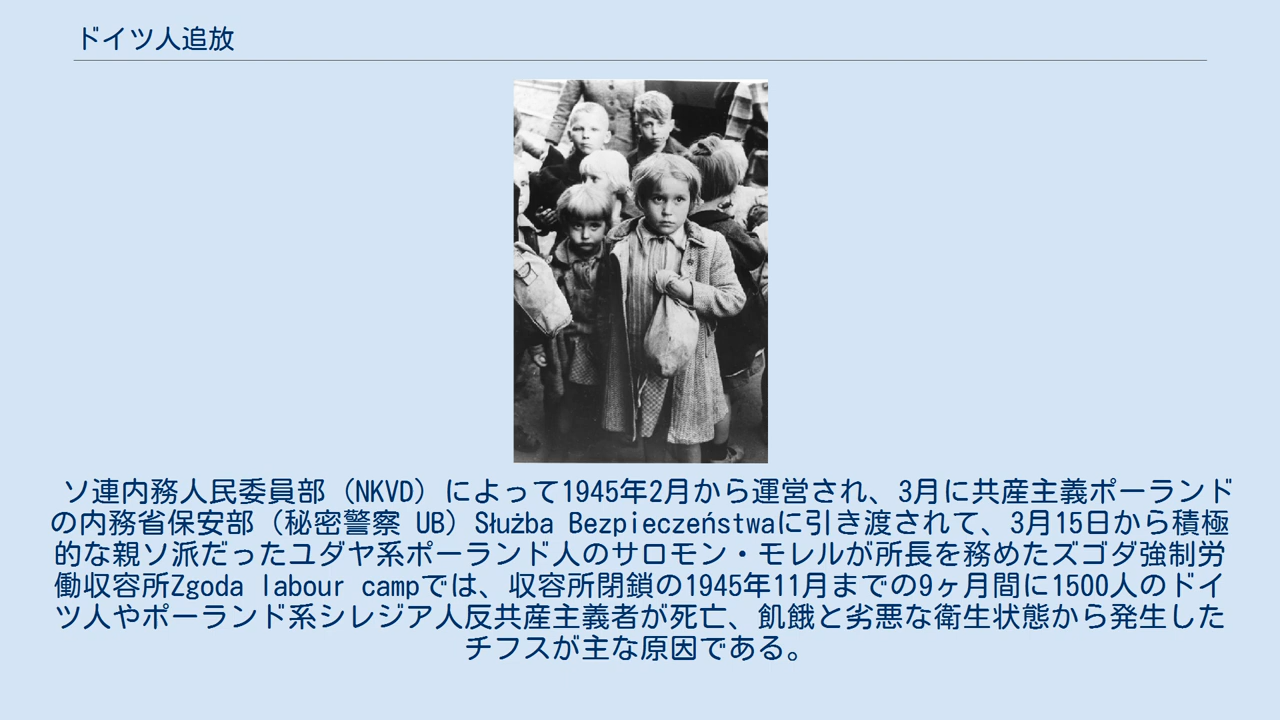 ドイツ人追放
ソ連内務人民委員部（NKVD）によって1945年2月から運営され、3月に共産主義ポーランド
の内務省保安部（秘密警察 UB）Służba Bezpieczeństwaに引き渡されて、3月15日から積極
的な親ソ派だったユダヤ系ポーランド人のサロモン・モレルが所長を務めたズゴダ強制労
働収容所Zgoda labour campでは、収容所閉鎖の1945年11月までの9ヶ月間に1500人のドイ
ツ人やポーランド系シレジア人反共産主義者が死亡、飢餓と劣悪な衛生状態から発生した
チフスが主な原因である。